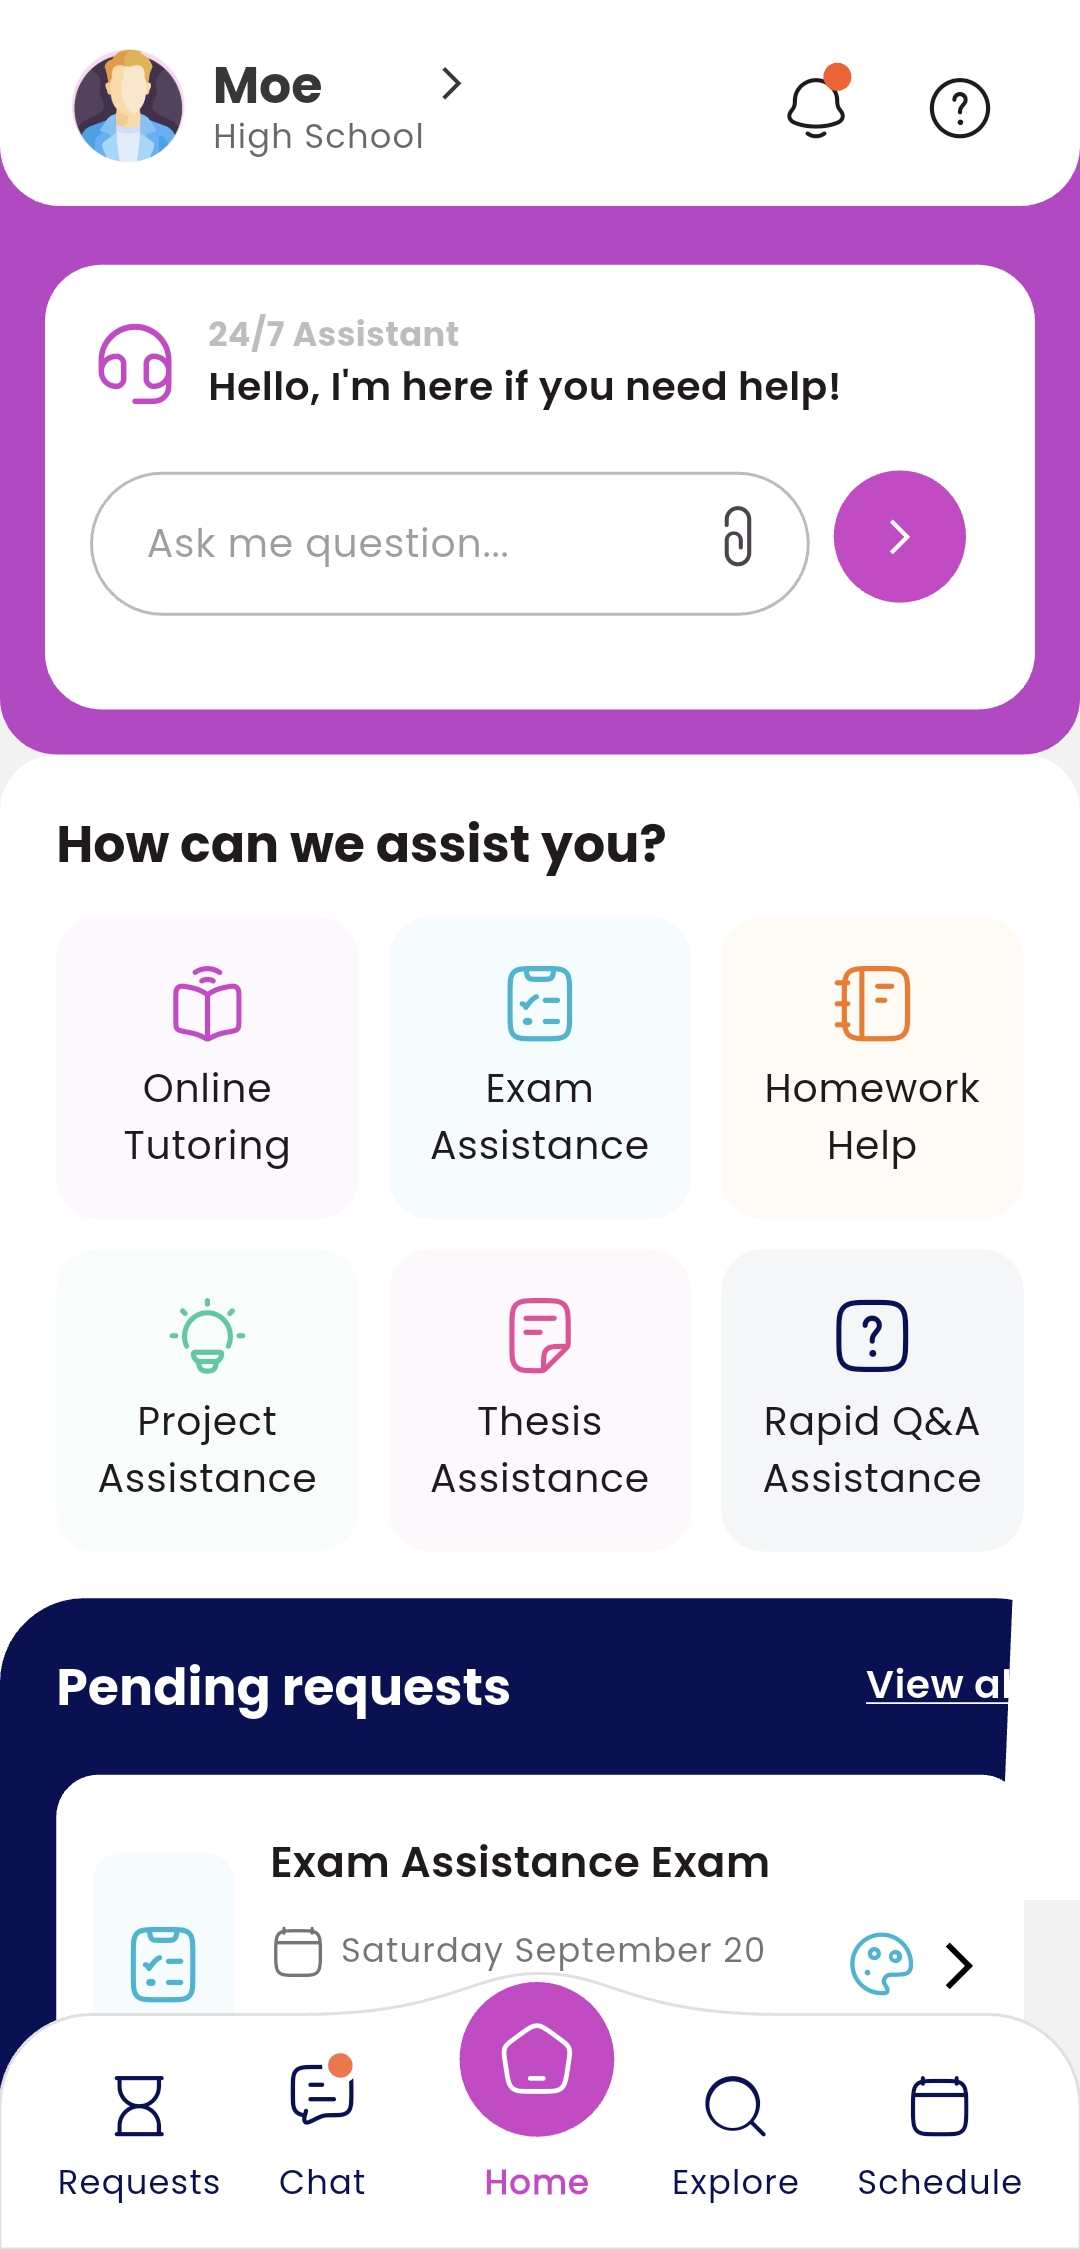 Moe
High School
24/7 Assistant
Hello, I'm here if you need help!
Ask me question...
How can we assist you?
Online
Tutoring
Exam
Assistance
Homework
Help
Project
Assistance
Thesis
Assistance
Rapid Q&A
Assistance
Pending requests
View al
Exam Assistance Exam
Saturday September 20
Requests
Chat
Home
Explore
Schedule